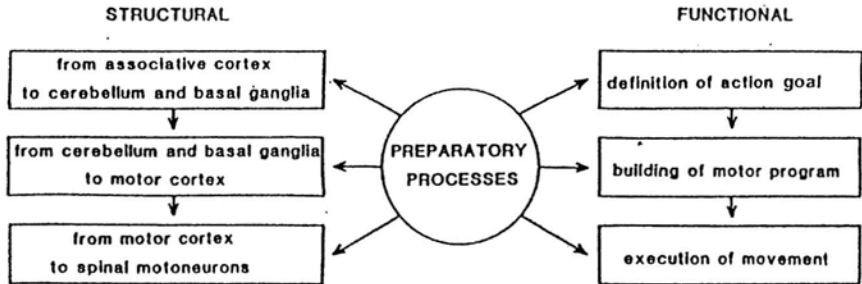 STRUCTURAL
from associative cortex
to cerebellum and basal ganglia
from cerebellum and basal ganglia
to motor cortex
from motor cortex
to spinal motoneurons
PREPARATORY
PROCESSES
FUNCTIONAL
definition of action goal
building of motor program
execution of movement